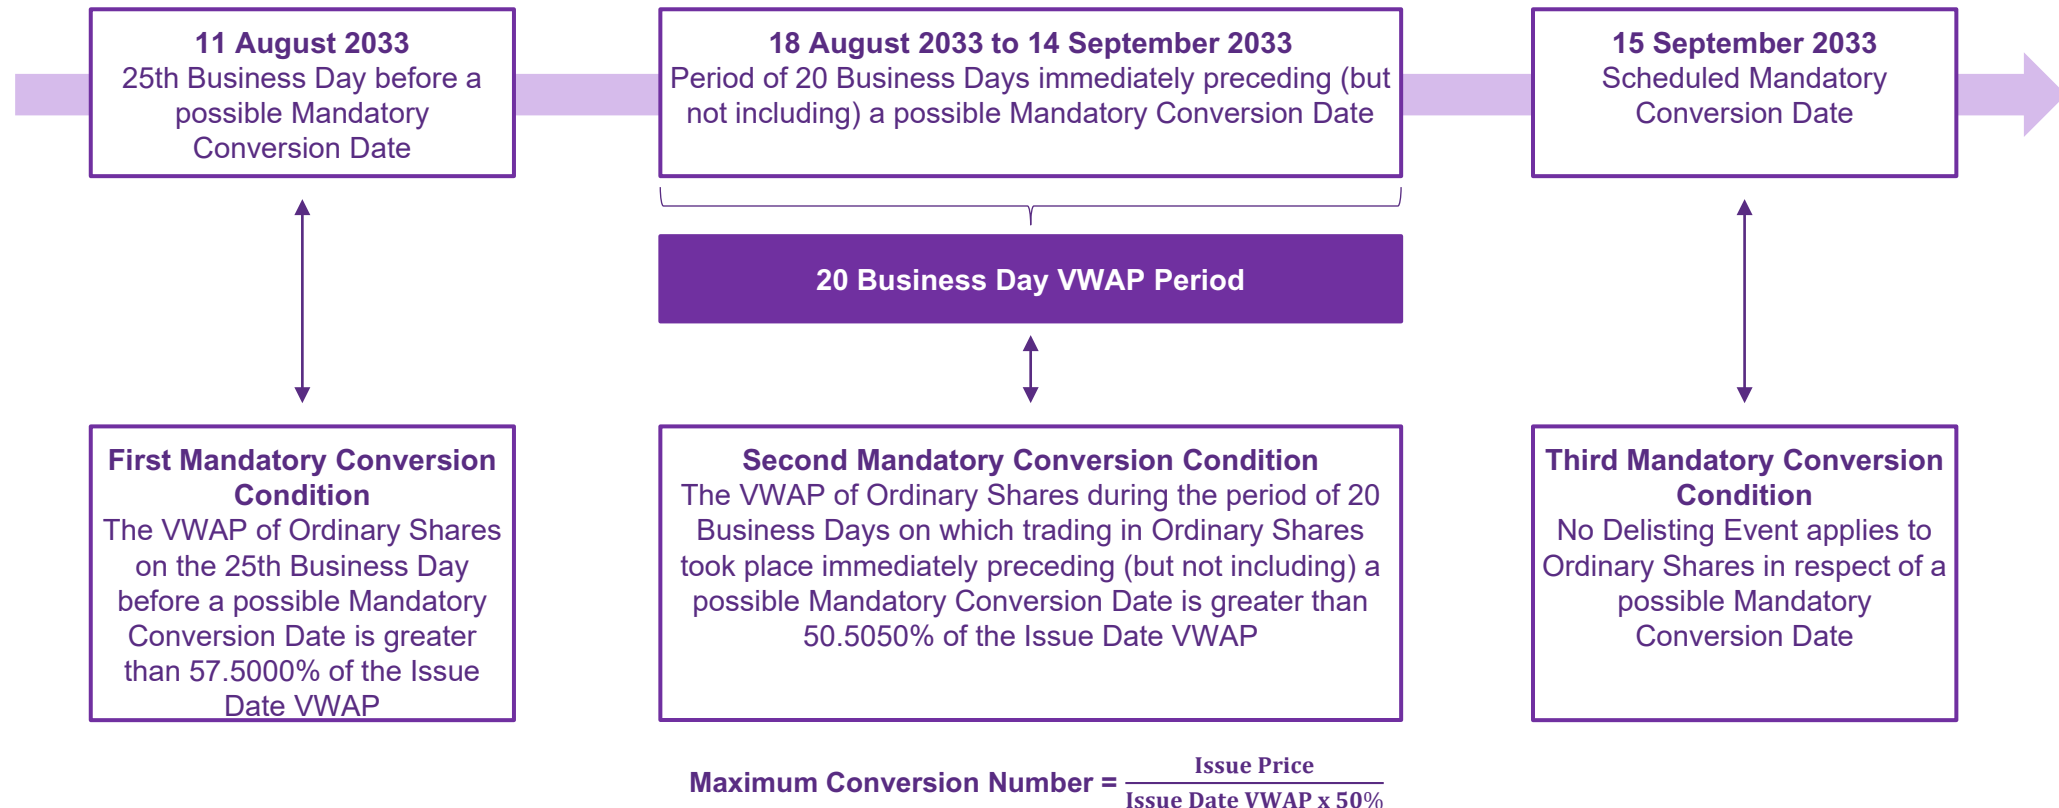 11 August 2033
25th Business Day before a
possible Mandatory
Conversion Date
18 August 2033 to 14 September 2033
Period of 20 Business Days immediately preceding (but
not including) a possible Mandatory Conversion Date
15 September 2033
Scheduled Mandatory
Conversion Date
20 Business Day VWAP Period
First Mandatory Conversion
Condition
The VWAP of Ordinary Shares
on the 25th Business Day
before a possible Mandatory
Conversion Date is greater
than 57.5000% of the Issue
Date VWAP
Second Mandatory Conversion Condition
The VWAP of Ordinary Shares during the period of 20
Business Days on which trading in Ordinary Shares
took place immediately preceding (but not including) a
possible Mandatory Conversion Date is greater than
50.5050% of the Issue Date VWAP
Third Mandatory Conversion
Condition
No Delisting Event applies to
Ordinary Shares in respect of a
possible Mandatory
Conversion Date
Maximum Conversion Number =
Issue Price
Issue Date VWAP x 50%